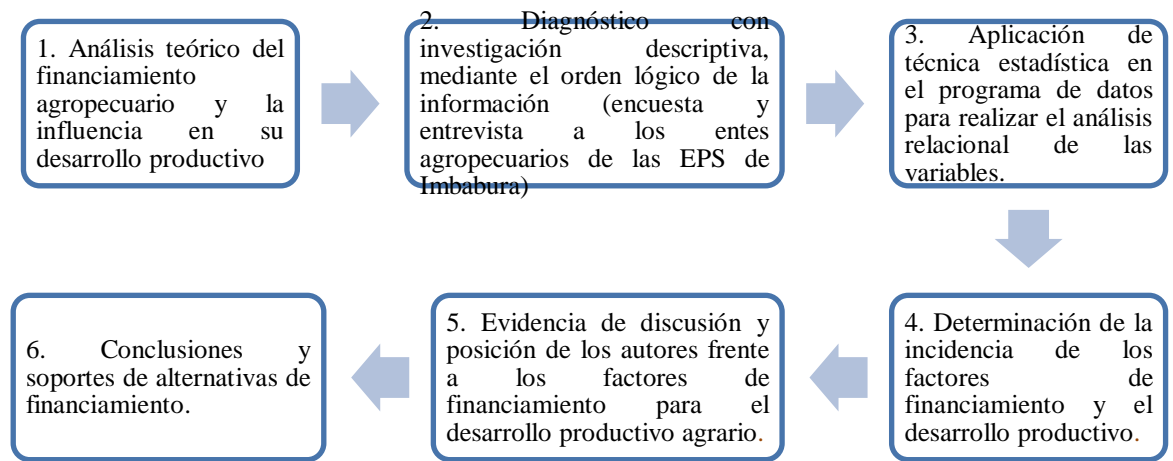 1. Análisis teórico del
financiamiento
agropecuario y la
influencia en su
desarrollo productivo
2. Diagnóstico con
investigación descriptiva,
mediante el orden lógico de la
información (encuesta y
entrevista a los entes
agropecuarios de las EPS de
Imbabura)
3. Aplicación de
técnica estadística en
el programa de datos
para realizar el análisis
relacional de las
variables.
4. Determinación de la
incidencia de los
factores de
financiamiento y el
desarrollo productivo.
5. Evidencia de discusión y
posición de los autores frente
a los factores de
financiamiento para el
desarrollo productivo agrario.
6. Conclusiones y
soportes de alternativas de
financiamiento.